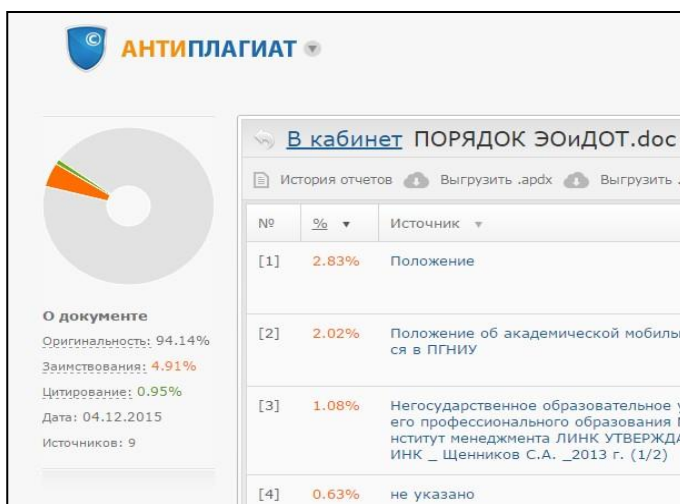 ©
АНТИПЛАГИАТ
В кабинет ПОРЯДОК ЭОиДОТ.doc
История отчетов Выгрузить .apdx Выгрузить .
№ % Источник
[1] 2.83% Положение
[2] 2.02% Положение об академической мобиль
ся в ПГНИУ
[3] 1.08% Негосударственное образовательное
его профессионального образования
нститут менеджмента ЛИНК УТВЕРЖДА
ИНК _ Щенников С.А. _2013 г. (1/2)
[4] 0.63% не указано
О документе
Оригинальность: 94.14%
Заимствования: 4.91%
Цитирование: 0.95%
Дата: 04.12.2015
Источников: 9